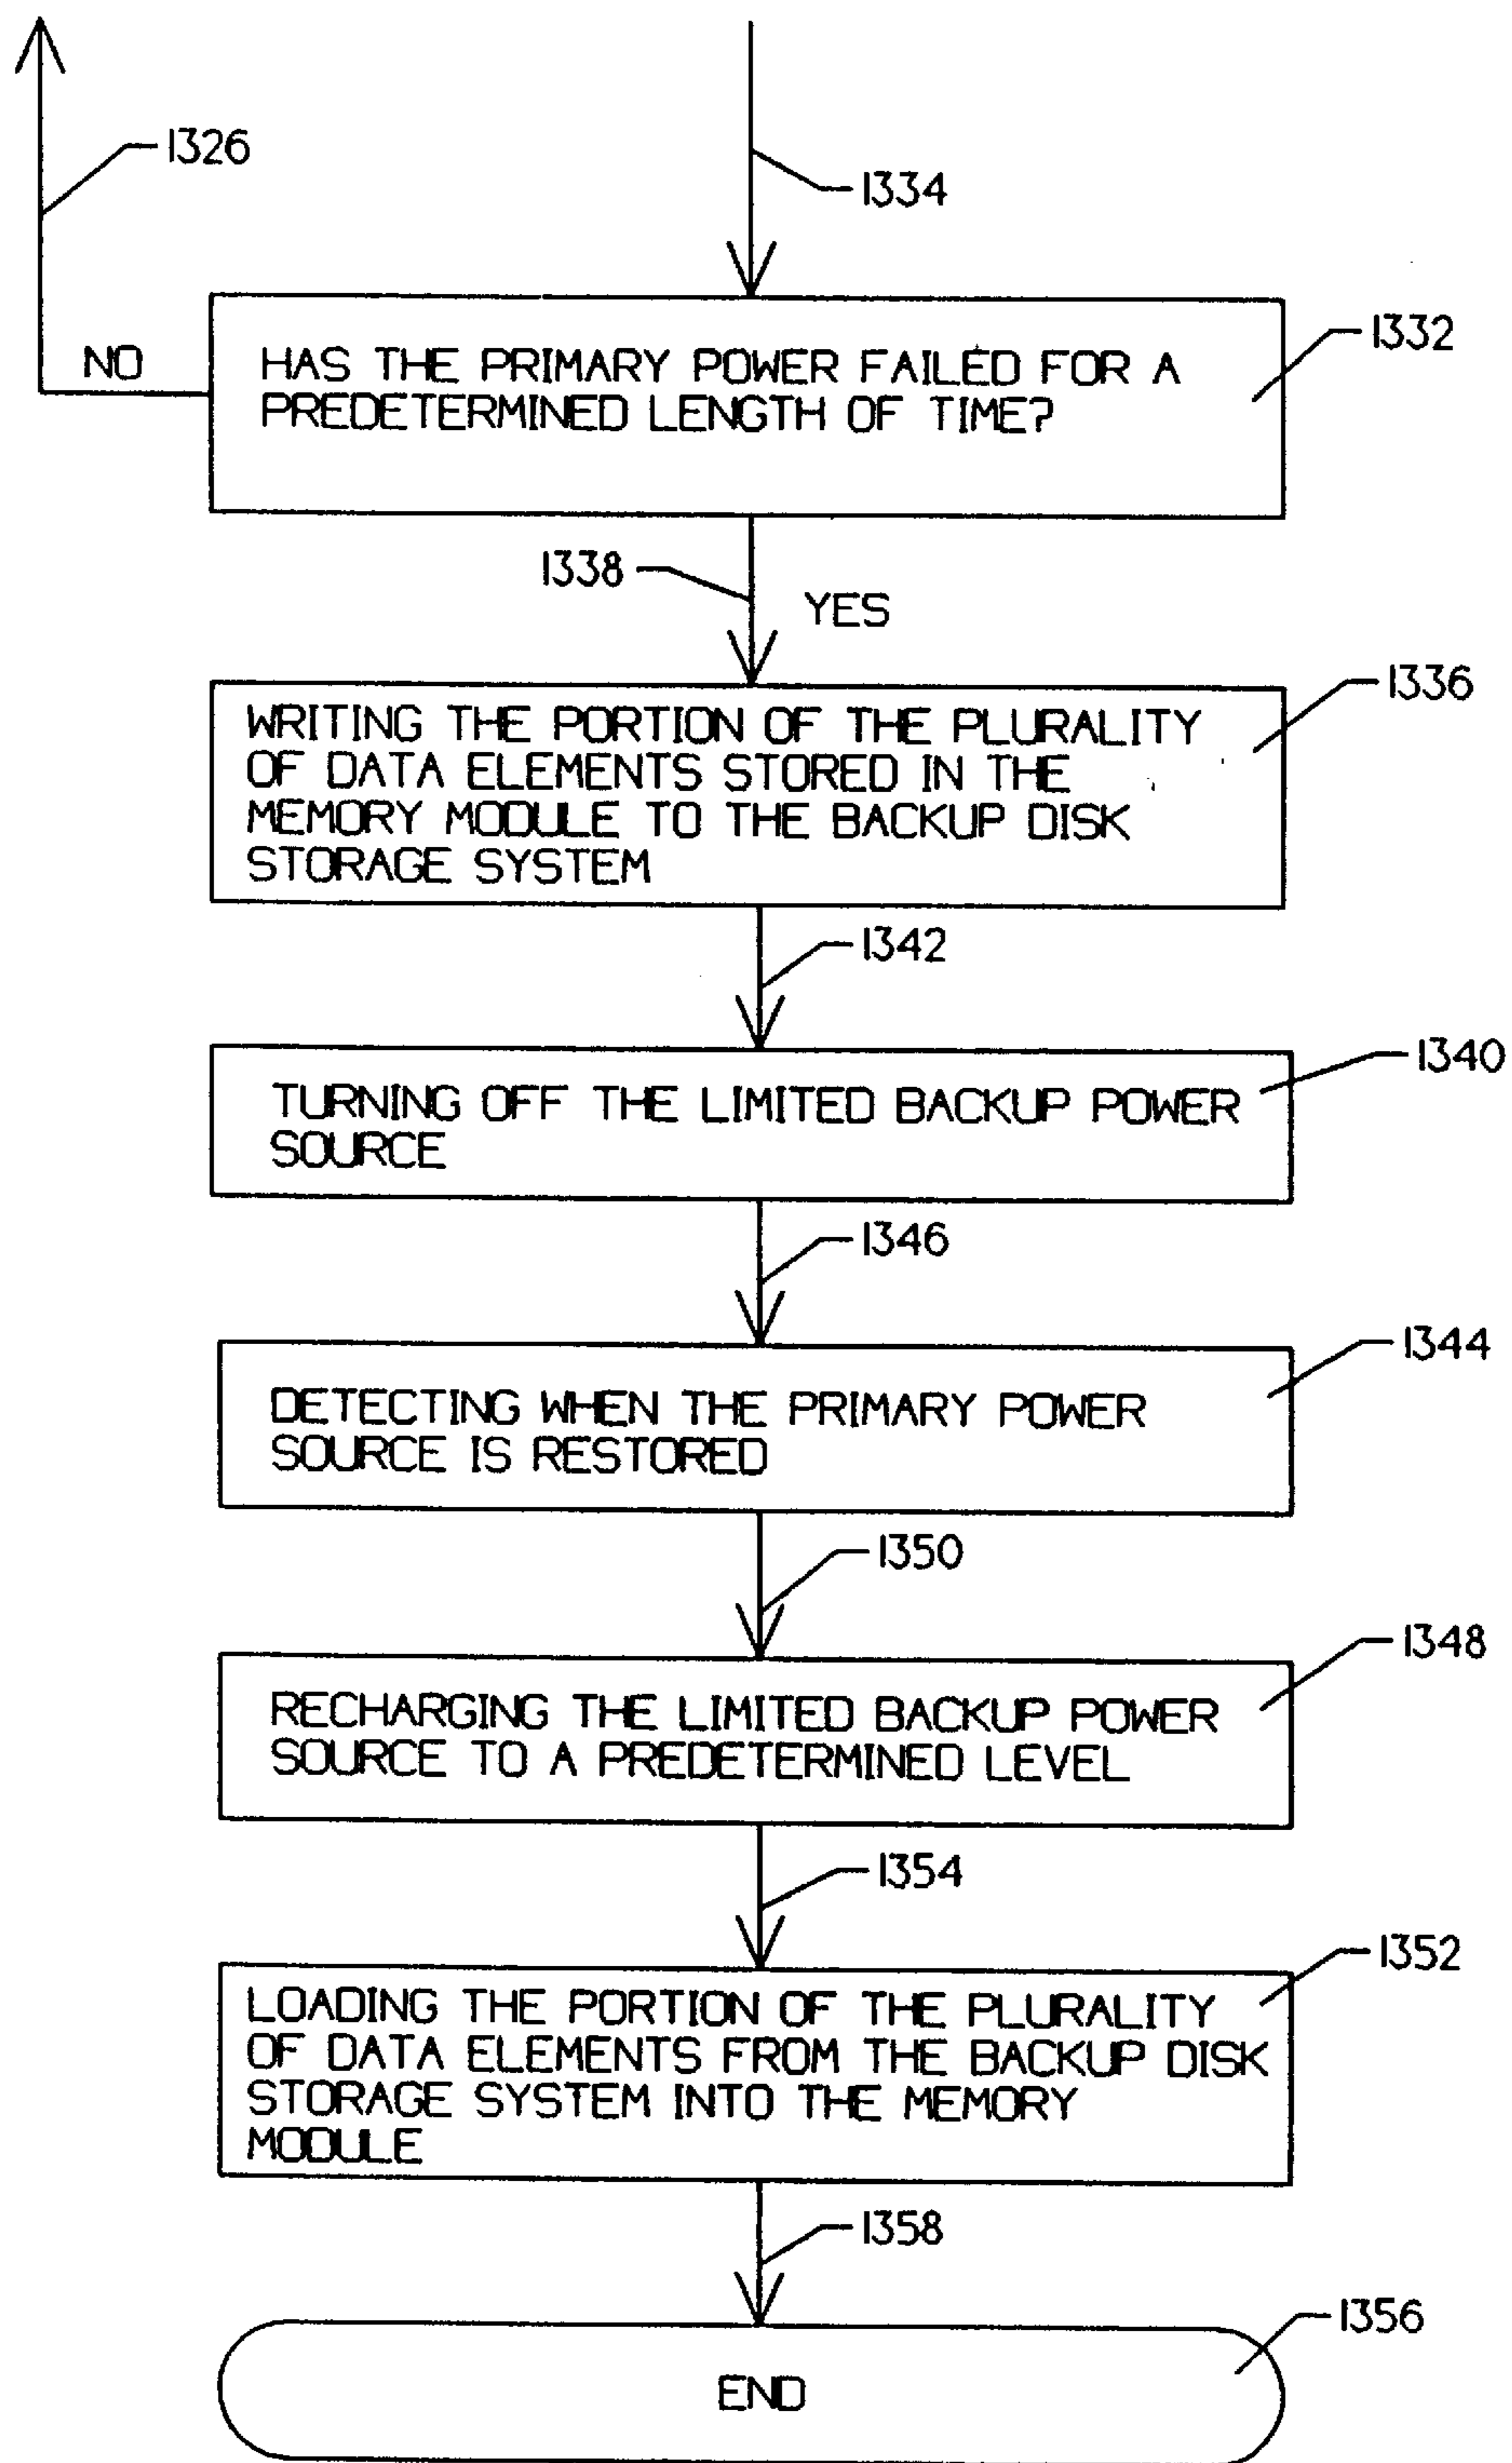 1326
1334
1332
NO
HAS THE PRIMARY POWER FAILED FOR A
PREDETERMINED LENGTH OF TIME?
1338
YES
1336
WRITING THE PORTION OF THE PLURALITY
OF DATA ELEMENTS STORED IN THE
MEMORY MODULE TO THE BACKUP DISK
STORAGE SYSTEM
1342
1340
TURNING OFF THE LIMITED BACKUP POWER
SOURCE
1346
1344
DETECTING WHEN THE PRIMARY POWER
SOURCE IS RESTORED
1350
1348
RECHARGING THE LIMITED BACKUP POWER
SOURCE TO A PREDETERMINED LEVEL
1354
1352
LOADING THE PORTION OF THE PLURALITY
OF DATA ELEMENTS FROM THE BACKUP DISK
STORAGE SYSTEM INTO THE MEMORY
MODULE
1358
1356
END